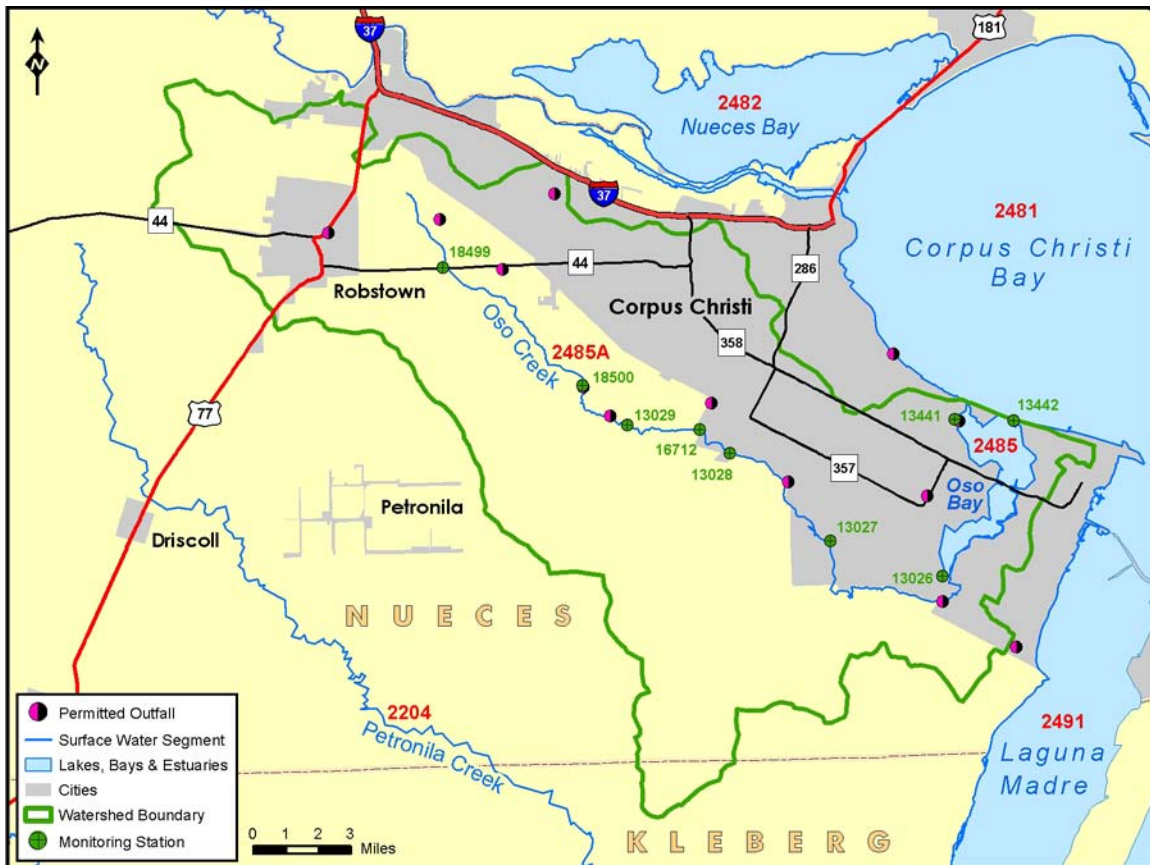 37
181
N
2482
Nueces Bay
37
2481
Corpus Christi
Bay
44
18499
44
286
Robstown
Corpus Christi
Oso Creek
2485A
358
18500
77
13029
13441
13442
16712
2485
13028
357
Oso
Bay
Petronila
Driscoll
13027
13026
NUECES
2204
Petronila Creek
2491
Laguna
Madre
KLEBERG
Permitted Outfall
Surface Water Segment
Lakes, Bays & Estuaries
Cities
Watershed Boundary
Monitoring Station
0 1 2 3
Miles